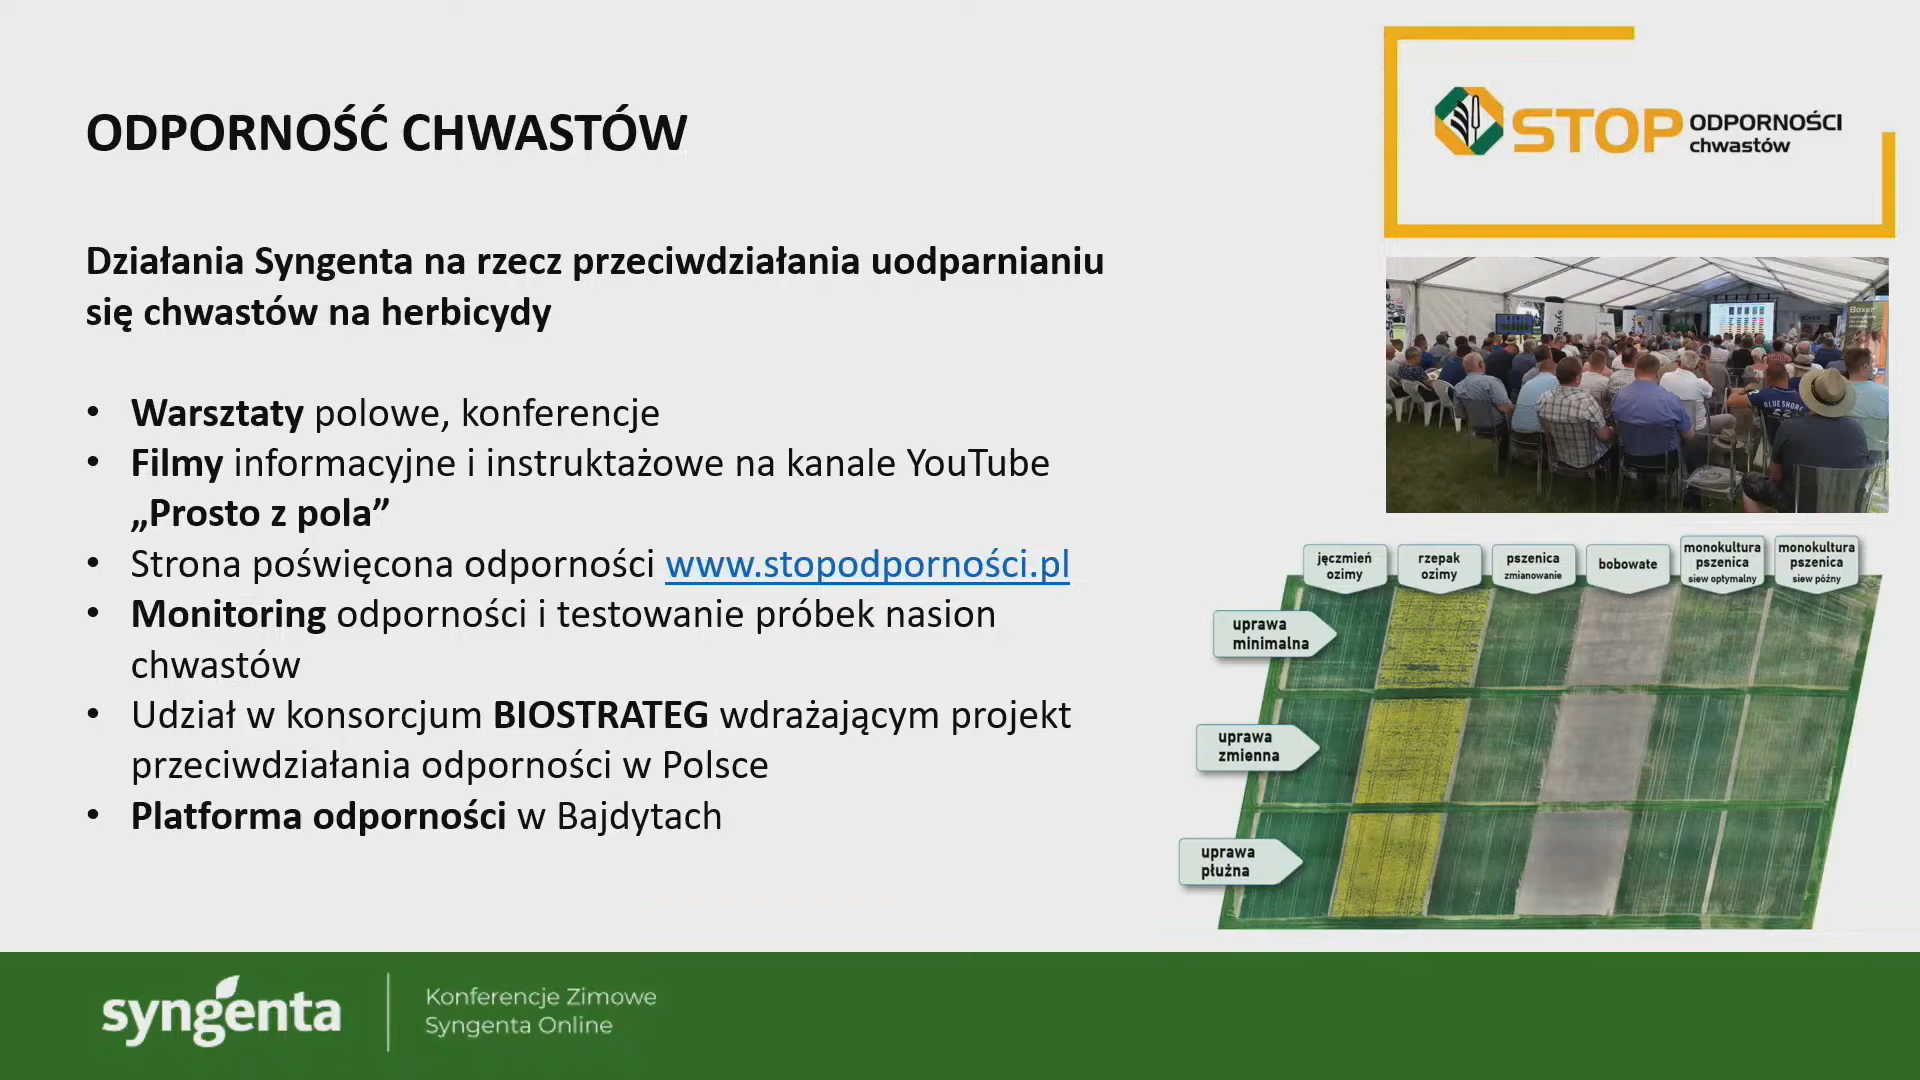 ODPORNOŚĆ CHWASTÓW
STOP ODPORNOŚCI
chwastów
Działania Syngenta na rzecz przeciwdziałania uodparnianiu
się chwastów na herbicydy
• Warsztaty polowe, konferencje
• Filmy informacyjne i instruktażowe na kanale YouTube
„Prosto z pola”
• Strona poświęcona odporności www.stopodporności.pl
• Monitoring odporności i testowanie próbek nasion
chwastów
• Udział w konsorcjum BIOSTRATEG wdrażającym projekt
przeciwdziałania odporności w Polsce
• Platforma odporności w Bajdytach
BOXER
BLUE SHORE
jęczmień
ozimy
rzepak
ozimy
pszenica
zmianowanie
bobowate
monokultura
pszenica
siew optymalny
monokultura
pszenica
siew późny
uprawa
minimalna
uprawa
zmienna
uprawa
płużna
syngenta
Konferencje Zimowe
Syngenta Online